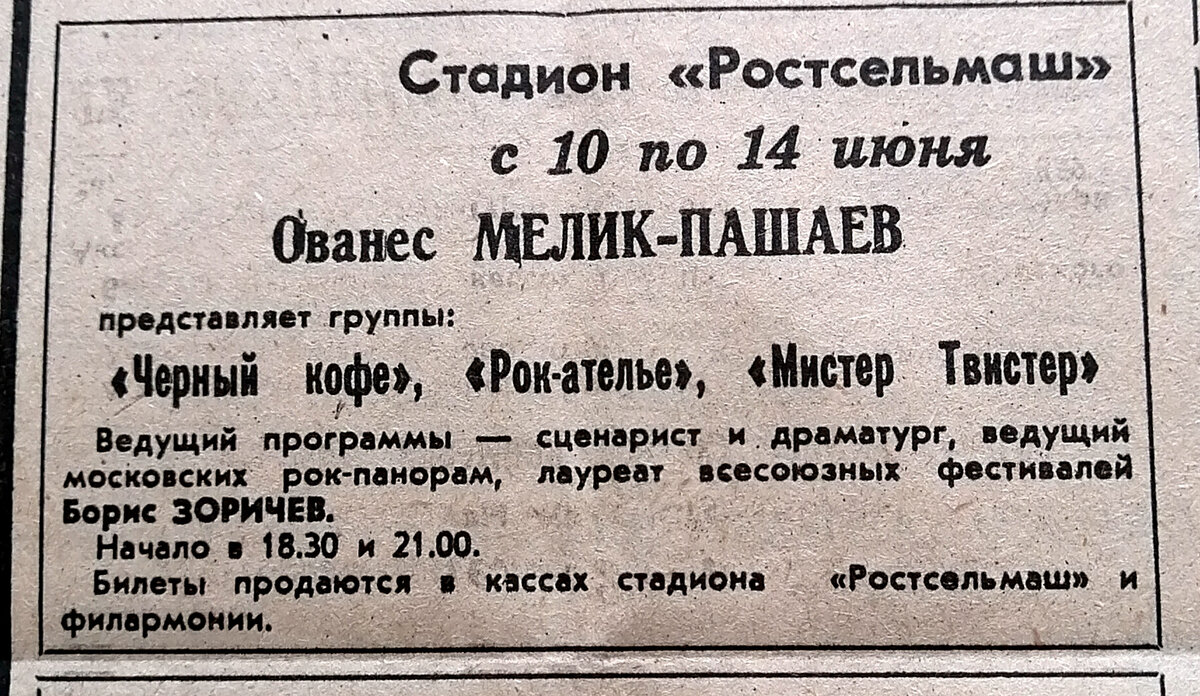 Стадион «Ростсельмаш»
с 10 по 14 июня
Ованес МЕЛИК-ПАШАЕВ
представляет группы:
«Черный кофе», «Рок-ателье», «Мистер Твистер»
Ведущий программы — сценарист и драматург, ведущий
московских рок-панорам, лауреат всесоюзных фестивалей
Борис ЗОРИЧЕВ.
Начало в 18.30 и 21.00.
Билеты продаются в кассах стадиона «Ростсельмаш» и
филармонии.